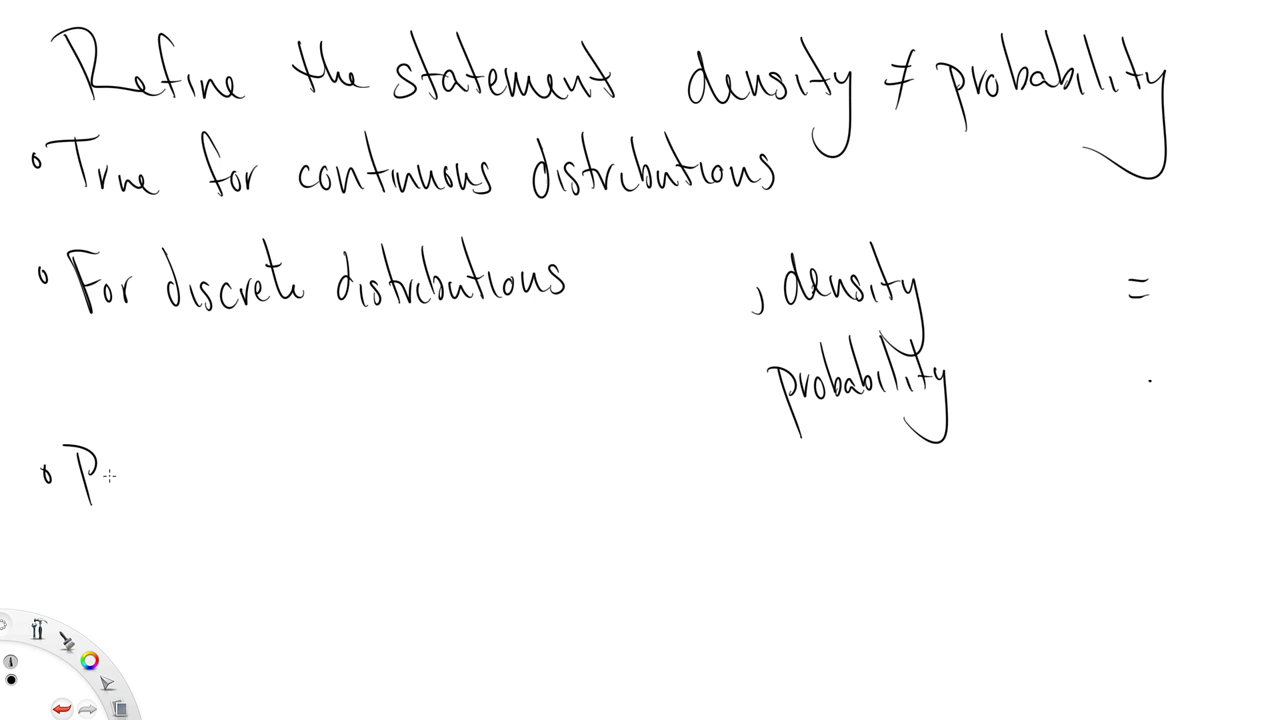 Refine the statement density ≠ probability
• True for continuous distributions
• For discrete distributions , density =
probability .
• P